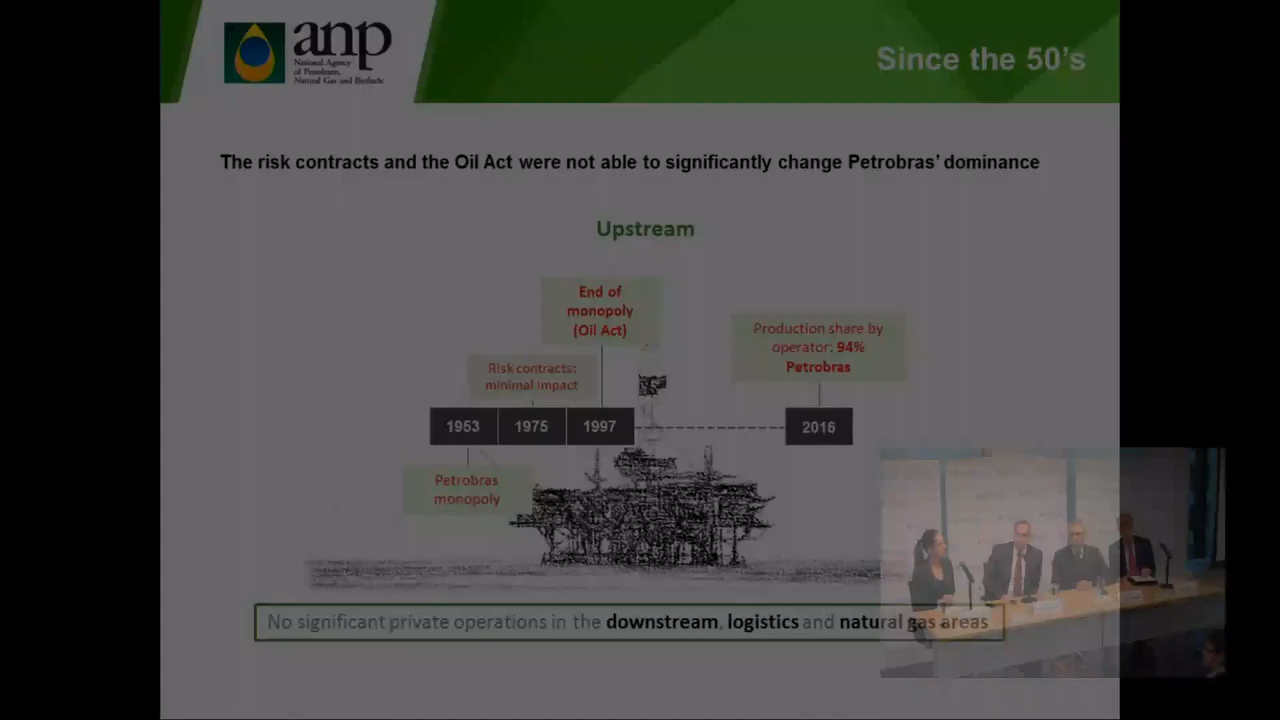 anp
National Agency
of Petroleum,
Natural Gas and Biofuels
Since the 50's
The risk contracts and the Oil Act were not able to significantly change Petrobras' dominance
Upstream
End of
monopoly
(Oil Act)
Production share by
operator: 94%
Petrobras
Risk contracts:
minimal impact
1953
1975
1997
2016
Petrobras
monopoly
No significant private operations in the downstream, logistics and natural gas areas